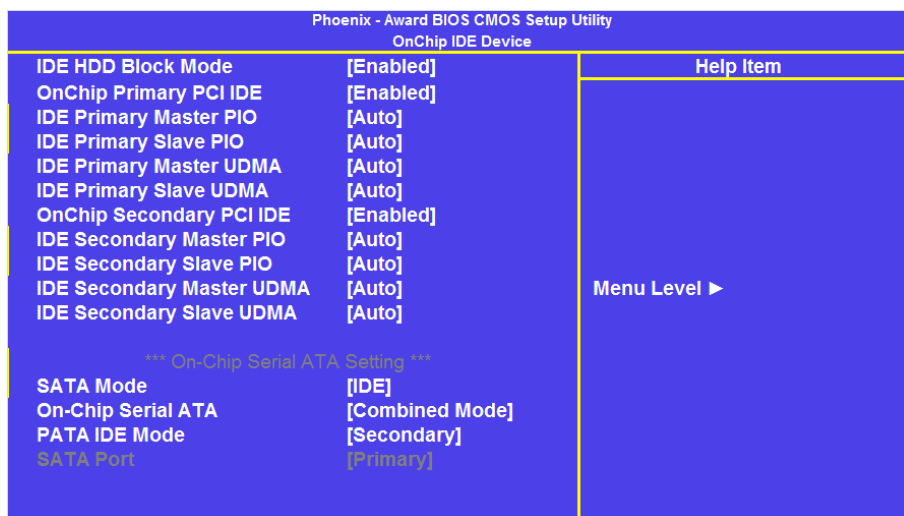 Phoenix - Award BIOS CMOS Setup Utility
OnChip IDE Device
IDE HDD Block Mode [Enabled]
Help Item
OnChip Primary PCI IDE [Enabled]
IDE Primary Master PIO [Auto]
IDE Primary Slave PIO [Auto]
IDE Primary Master UDMA [Auto]
IDE Primary Slave UDMA [Auto]
OnChip Secondary PCI IDE [Enabled]
IDE Secondary Master PIO [Auto]
IDE Secondary Slave PIO [Auto]
IDE Secondary Master UDMA [Auto]
Menu Level ►
IDE Secondary Slave UDMA [Auto]
*** On-Chip Serial ATA Setting ***
SATA Mode [IDE]
On-Chip Serial ATA [Combined Mode]
PATA IDE Mode [Secondary]
SATA Port [Primary]